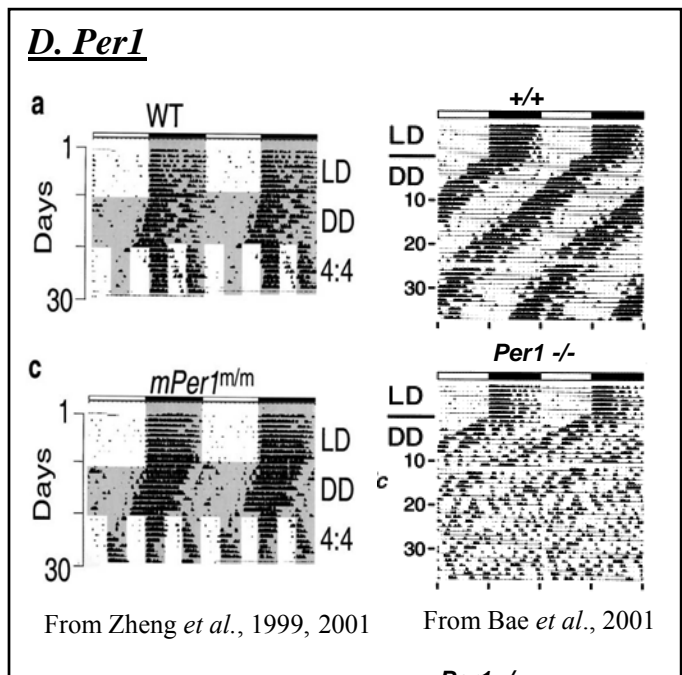 D. Per1
a
WT
1
LD
Days
DD
4:4
30
+/+
LD
DD
10
20
30
c
mPer1m/m
1
LD
Days
DD
4:4
30
Per1 -/-
LD
DD
10
c
20
30
From Zheng et al., 1999, 2001
From Bae et al., 2001